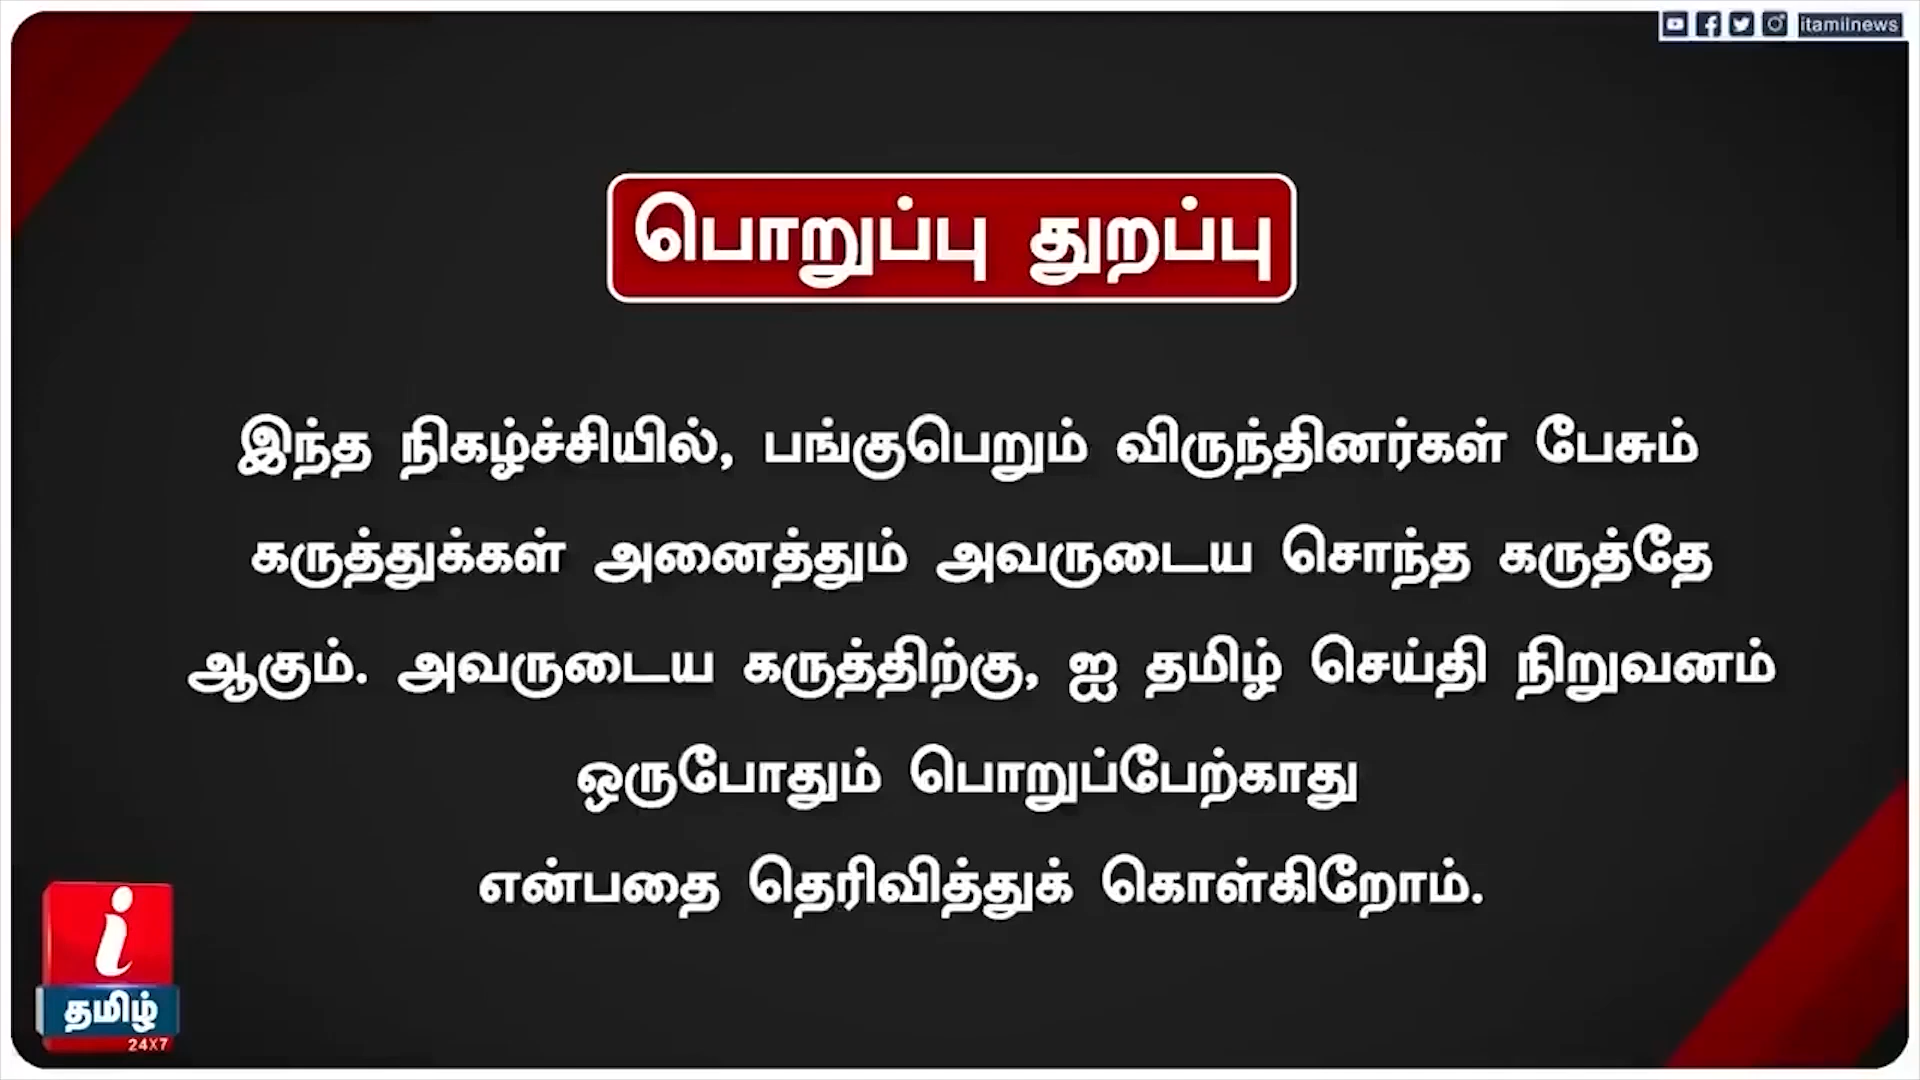 itamilnews
பொறுப்பு துறப்பு
இந்த நிகழ்ச்சியில், பங்குபெறும் விருந்தினர்கள் பேசும்
கருத்துக்கள் அனைத்தும் அவருடைய சொந்த கருத்தே
ஆகும். அவருடைய கருத்திற்கு, ஐ தமிழ் செய்தி நிறுவனம்
ஒருபோதும் பொறுப்பேற்காது
என்பதை தெரிவித்துக் கொள்கிறோம்.
i
தமிழ்
24X7